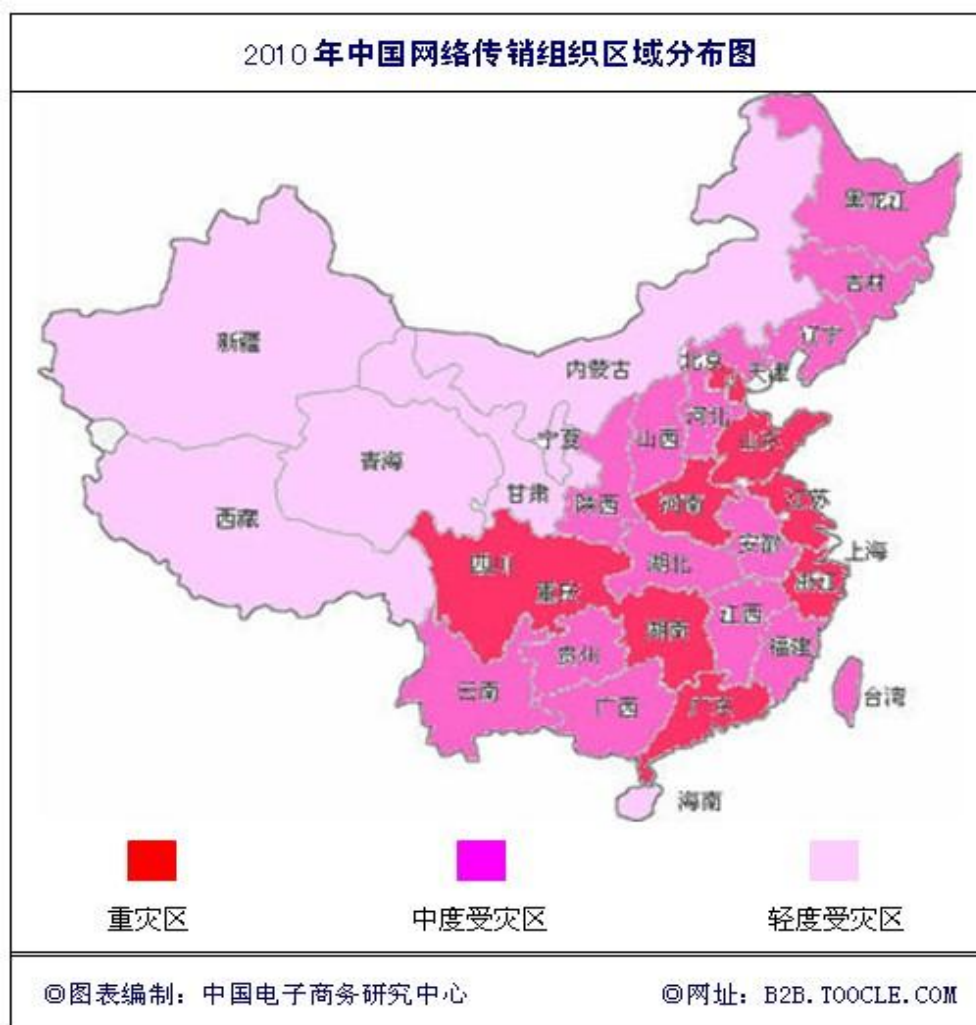 2010年中国网络传销组织区域分布图
黑龙江
吉林
辽宁
新疆
内蒙古
北京
天津
河北
宁夏
山西
山东
青海
甘肃
陕西
河南
江苏
西藏
安徽
上海
四川
重庆
湖北
浙江
湖南
江西
贵州
福建
云南
广西
广东
台湾
海南
重灾区 中度受灾区 轻度受灾区
◎图表编制：中国电子商务研究中心 ◎网址：B2B.TOOCLE.COM